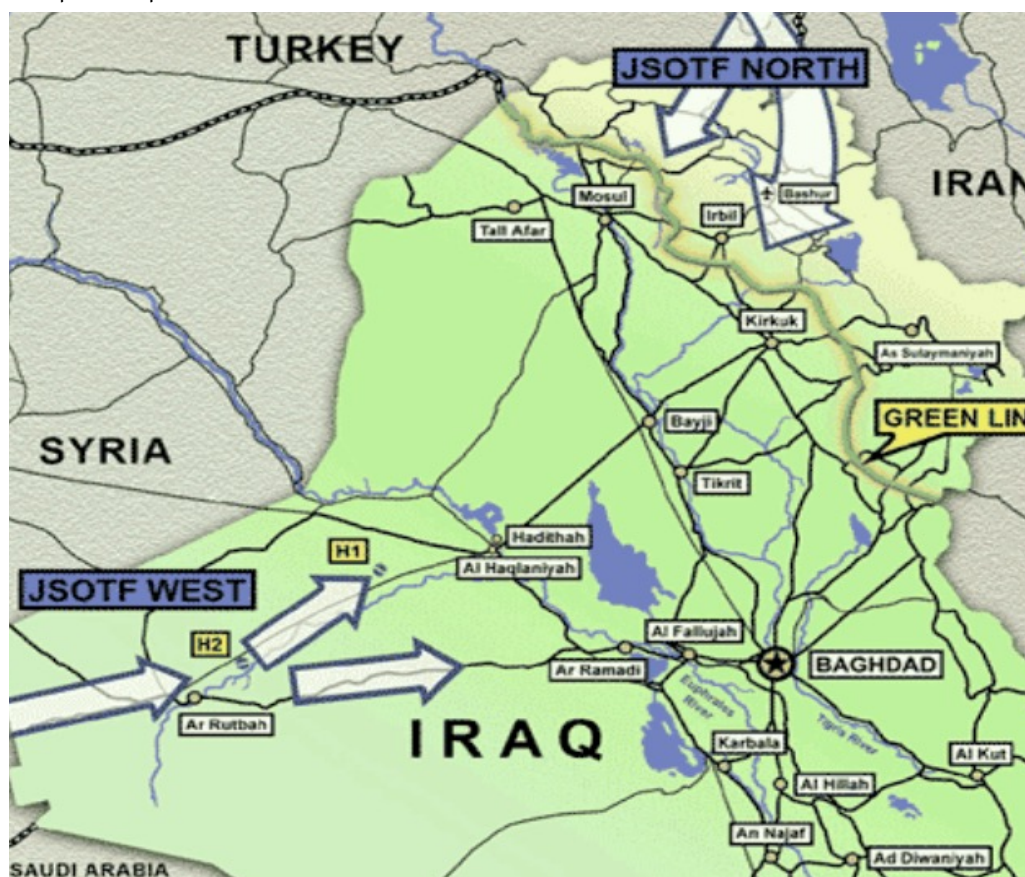 TURKEY
JSOTF NORTH
IRAN
Bashur
Mosul
Irbil
Tall Afar
Kirkuk
As Sulaymaniyah
GREEN LIN
Bayji
SYRIA
Tikrit
Hadithah
H1
Al Haqlaniyah
JSOTF WEST
H2
Al Fallujah
Ar Ramadi
BAGHDAD
Euphrates
River
Ar Rutbah
IRAQ
Tigris River
Karbala
Al Kut
Al Hillah
An Najaf
Ad Diwaniyah
SAUDI ARABIA